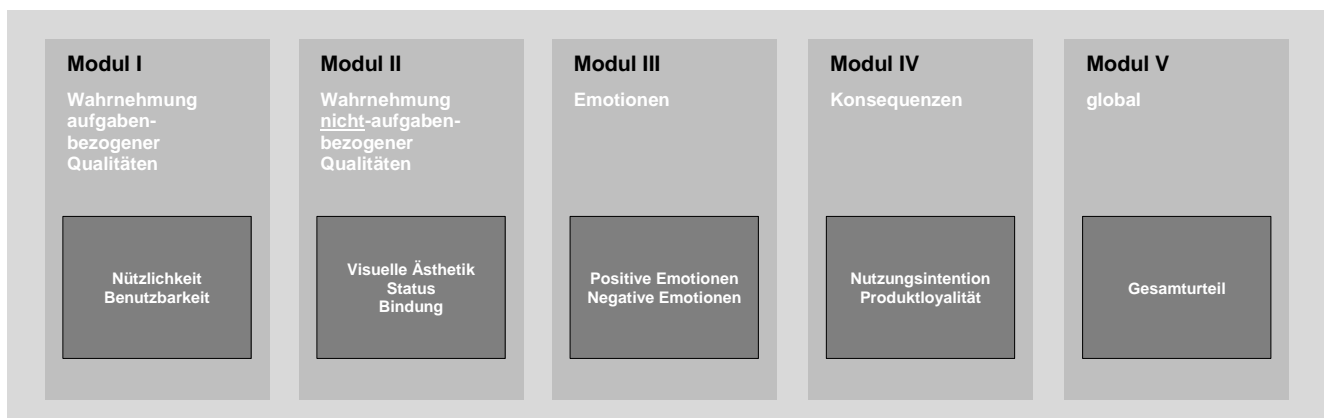 Modul I
Wahrnehmung
aufgaben-
bezogener
Qualitäten
Nützlichkeit
Benutzbarkeit
Modul II
Wahrnehmung
nicht-aufgaben-
bezogener
Qualitäten
Visuelle Ästhetik
Status
Bindung
Modul III
Emotionen
Positive Emotionen
Negative Emotionen
Modul IV
Konsequenzen
Nutzungsintention
Produktloyalität
Modul V
global
Gesamturteil